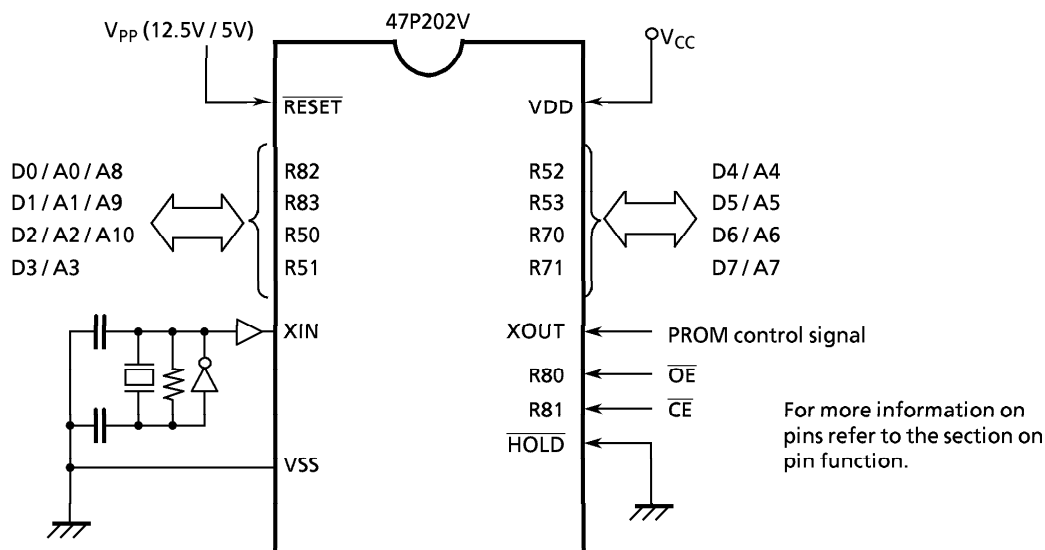 47P202V
VPP (12.5V / 5V)
VCC
RESET
VDD
D0 / A0 / A8
R82
R52
D4 / A4
D1 / A1 / A9
R83
R53
D5 / A5
D2 / A2 / A10
R50
R70
D6 / A6
D3 / A3
R51
R71
D7 / A7
XIN
XOUT
PROM control signal
R80
OE
R81
CE
HOLD
VSS
For more information on
pins refer to the section on
pin function.